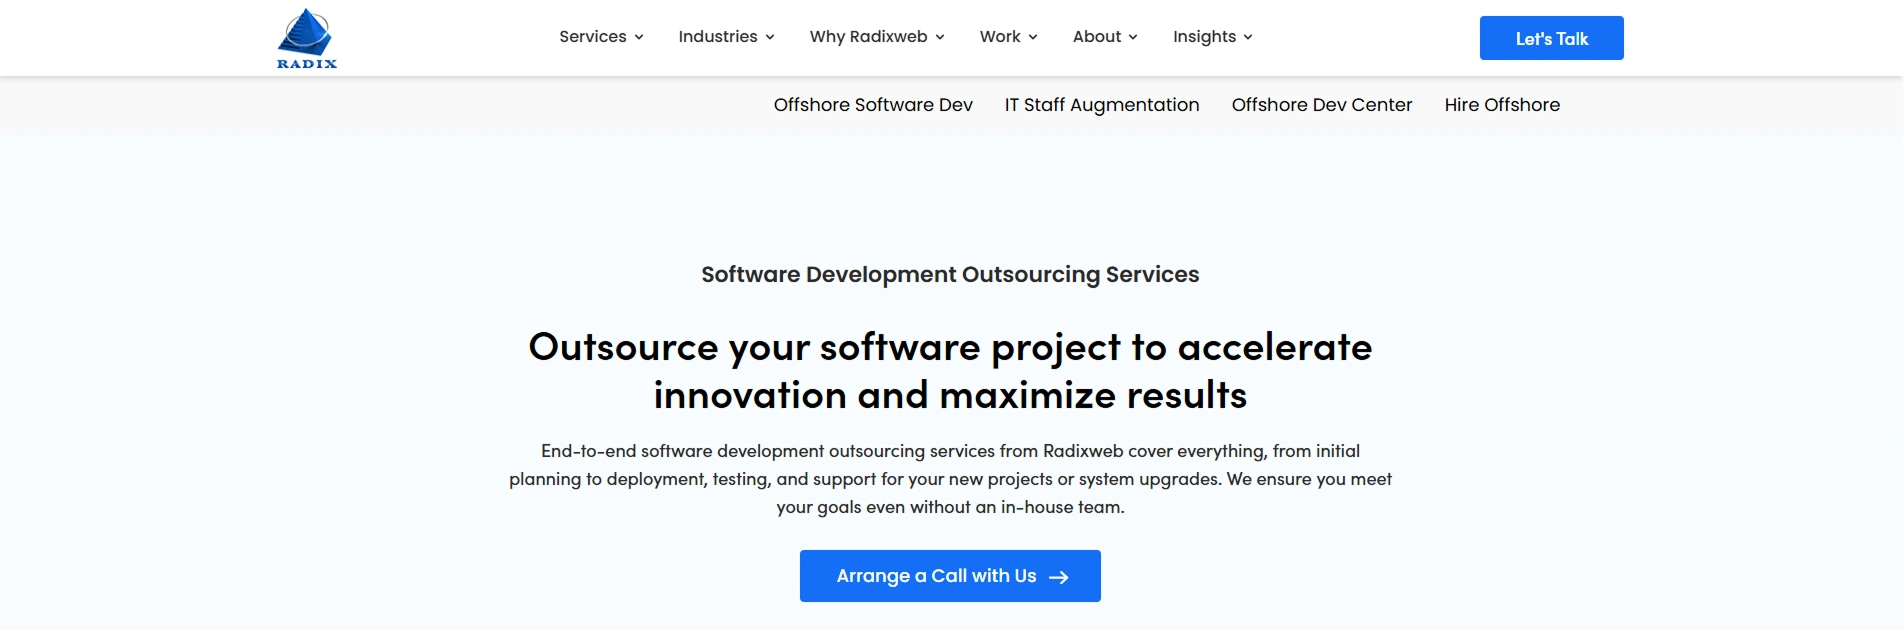 RADIX
Services
Industries
Why Radixweb
Work
About
Insights
Let's Talk
Offshore Software Dev
IT Staff Augmentation
Offshore Dev Center
Hire Offshore
Software Development Outsourcing Services
Outsource your software project to accelerate
innovation and maximize results
End-to-end software development outsourcing services from Radixweb cover everything, from initial
planning to deployment, testing, and support for your new projects or system upgrades. We ensure you meet
your goals even without an in-house team.
Arrange a Call with Us